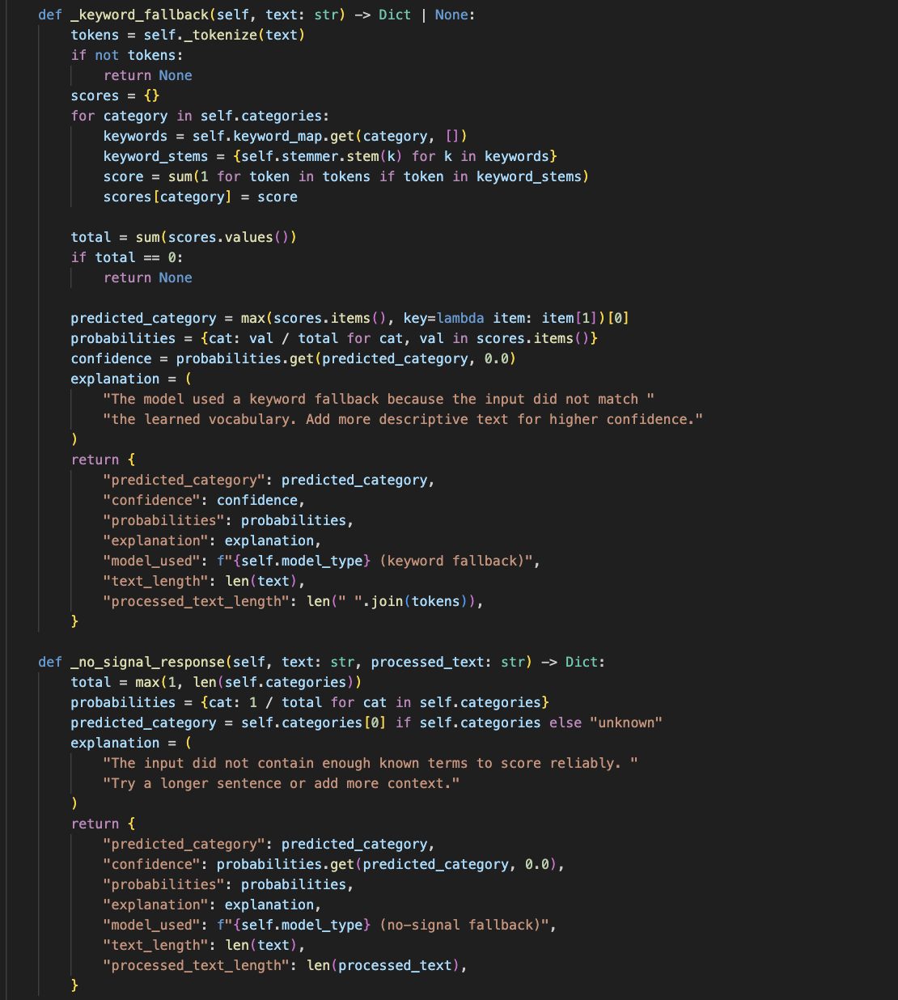 def _keyword_fallback(self, text: str) -> Dict | None:
    tokens = self._tokenize(text)
    if not tokens:
        return None
    scores = {}
    for category in self.categories:
        keywords = self.keyword_map.get(category, [])
        keyword_stems = {self.stemmer.stem(k) for k in keywords}
        score = sum(1 for token in tokens if token in keyword_stems)
        scores[category] = score

    total = sum(scores.values())
    if total == 0:
        return None

    predicted_category = max(scores.items(), key=lambda item: item[1])[0]
    probabilities = {cat: val / total for cat, val in scores.items()}
    confidence = probabilities.get(predicted_category, 0.0)
    explanation = (
        "The model used a keyword fallback because the input did not match "
        "the learned vocabulary. Add more descriptive text for higher confidence."
    )
    return {
        "predicted_category": predicted_category,
        "confidence": confidence,
        "probabilities": probabilities,
        "explanation": explanation,
        "model_used": f"{self.model_type} (keyword fallback)",
        "text_length": len(text),
        "processed_text_length": len(" ".join(tokens)),
    }

def _no_signal_response(self, text: str, processed_text: str) -> Dict:
    total = max(1, len(self.categories))
    probabilities = {cat: 1 / total for cat in self.categories}
    predicted_category = self.categories[0] if self.categories else "unknown"
    explanation = (
        "The input did not contain enough known terms to score reliably. "
        "Try a longer sentence or add more context."
    )
    return {
        "predicted_category": predicted_category,
        "confidence": probabilities.get(predicted_category, 0.0),
        "probabilities": probabilities,
        "explanation": explanation,
        "model_used": f"{self.model_type} (no-signal fallback)",
        "text_length": len(text),
        "processed_text_length": len(processed_text),
    }